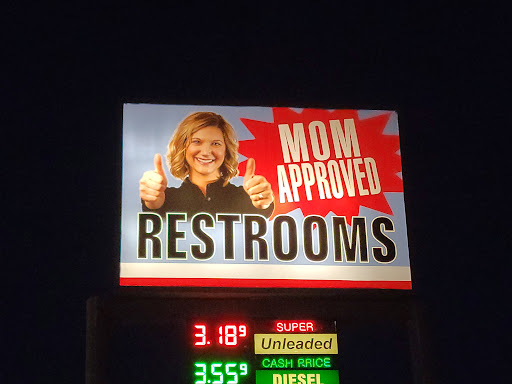 MOM
APPROVED
RESTROOMS
3.18 9
SUPER
Unleaded
3.55 9
CASH PRICE
DIESEL